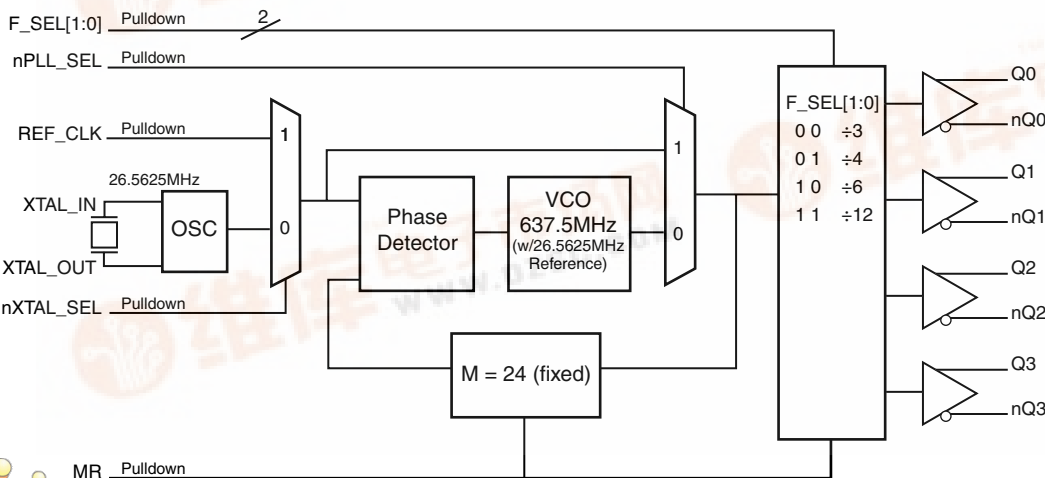 F_SEL[1:0] Pulldown 2
nPLL_SEL Pulldown
REF_CLK Pulldown
1
26.5625MHz
XTAL_IN
OSC
0
XTAL_OUT
nXTAL_SEL Pulldown
Phase
Detector
VCO
637.5MHz
(w/26.5625MHz
Reference)
1
0
M = 24 (fixed)
MR Pulldown
F_SEL[1:0]
0 0 ÷3
0 1 ÷4
1 0 ÷6
1 1 ÷12
Q0
nQ0
Q1
nQ1
Q2
nQ2
Q3
nQ3